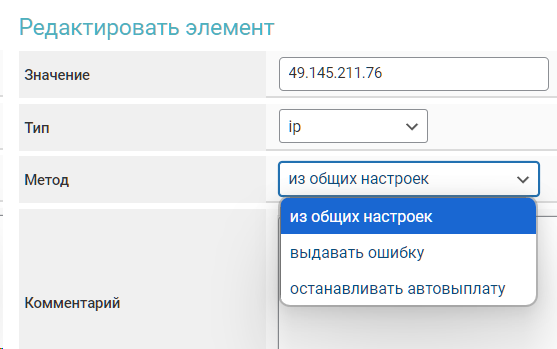 Редактировать элемент
Значение
49.145.211.76
Тип
ip
Метод
из общих настроек
из общих настроек
выдавать ошибку
останавливать автовыплату
Комментарий